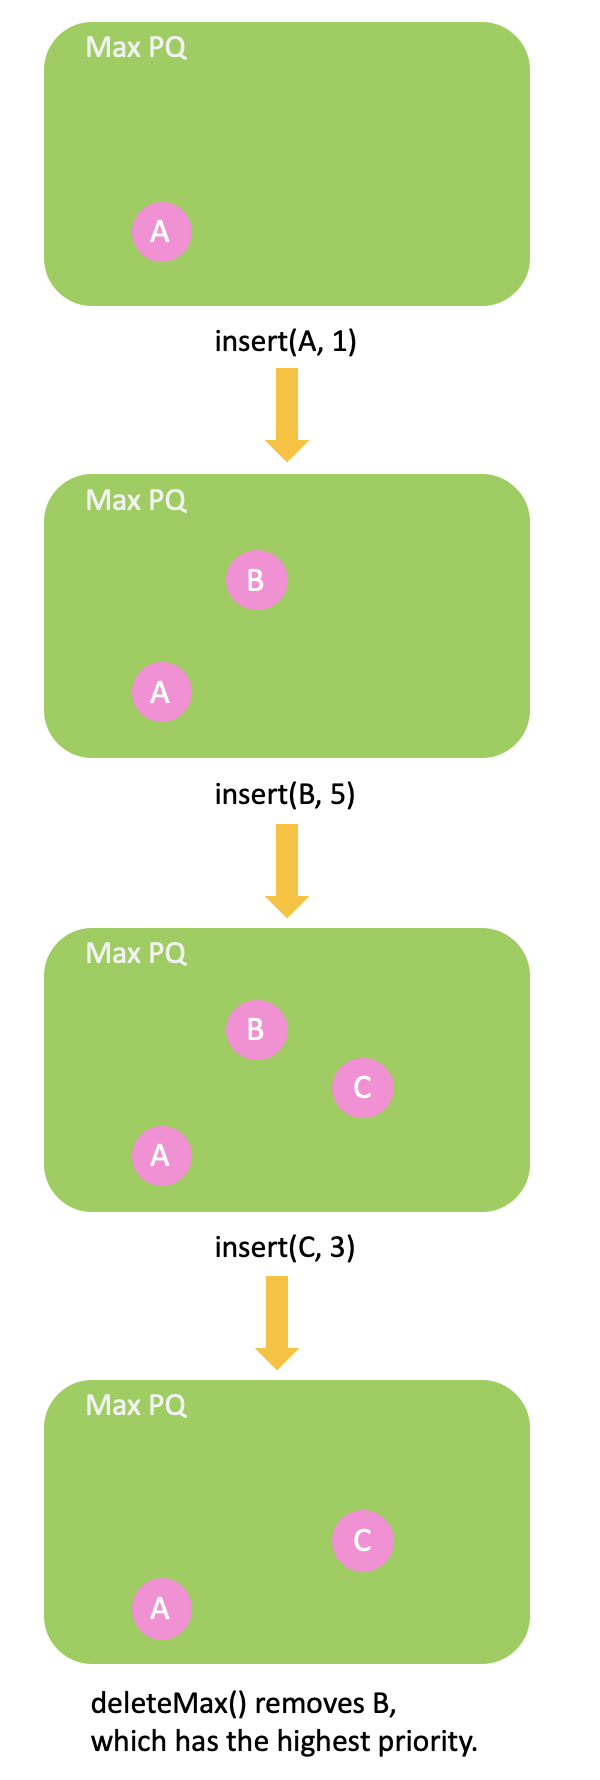 Max PQ
A
insert(A, 1)
Max PQ
B
A
insert(B, 5)
Max PQ
B
C
A
insert(C, 3)
Max PQ
C
A
deleteMax() removes B,
which has the highest priority.